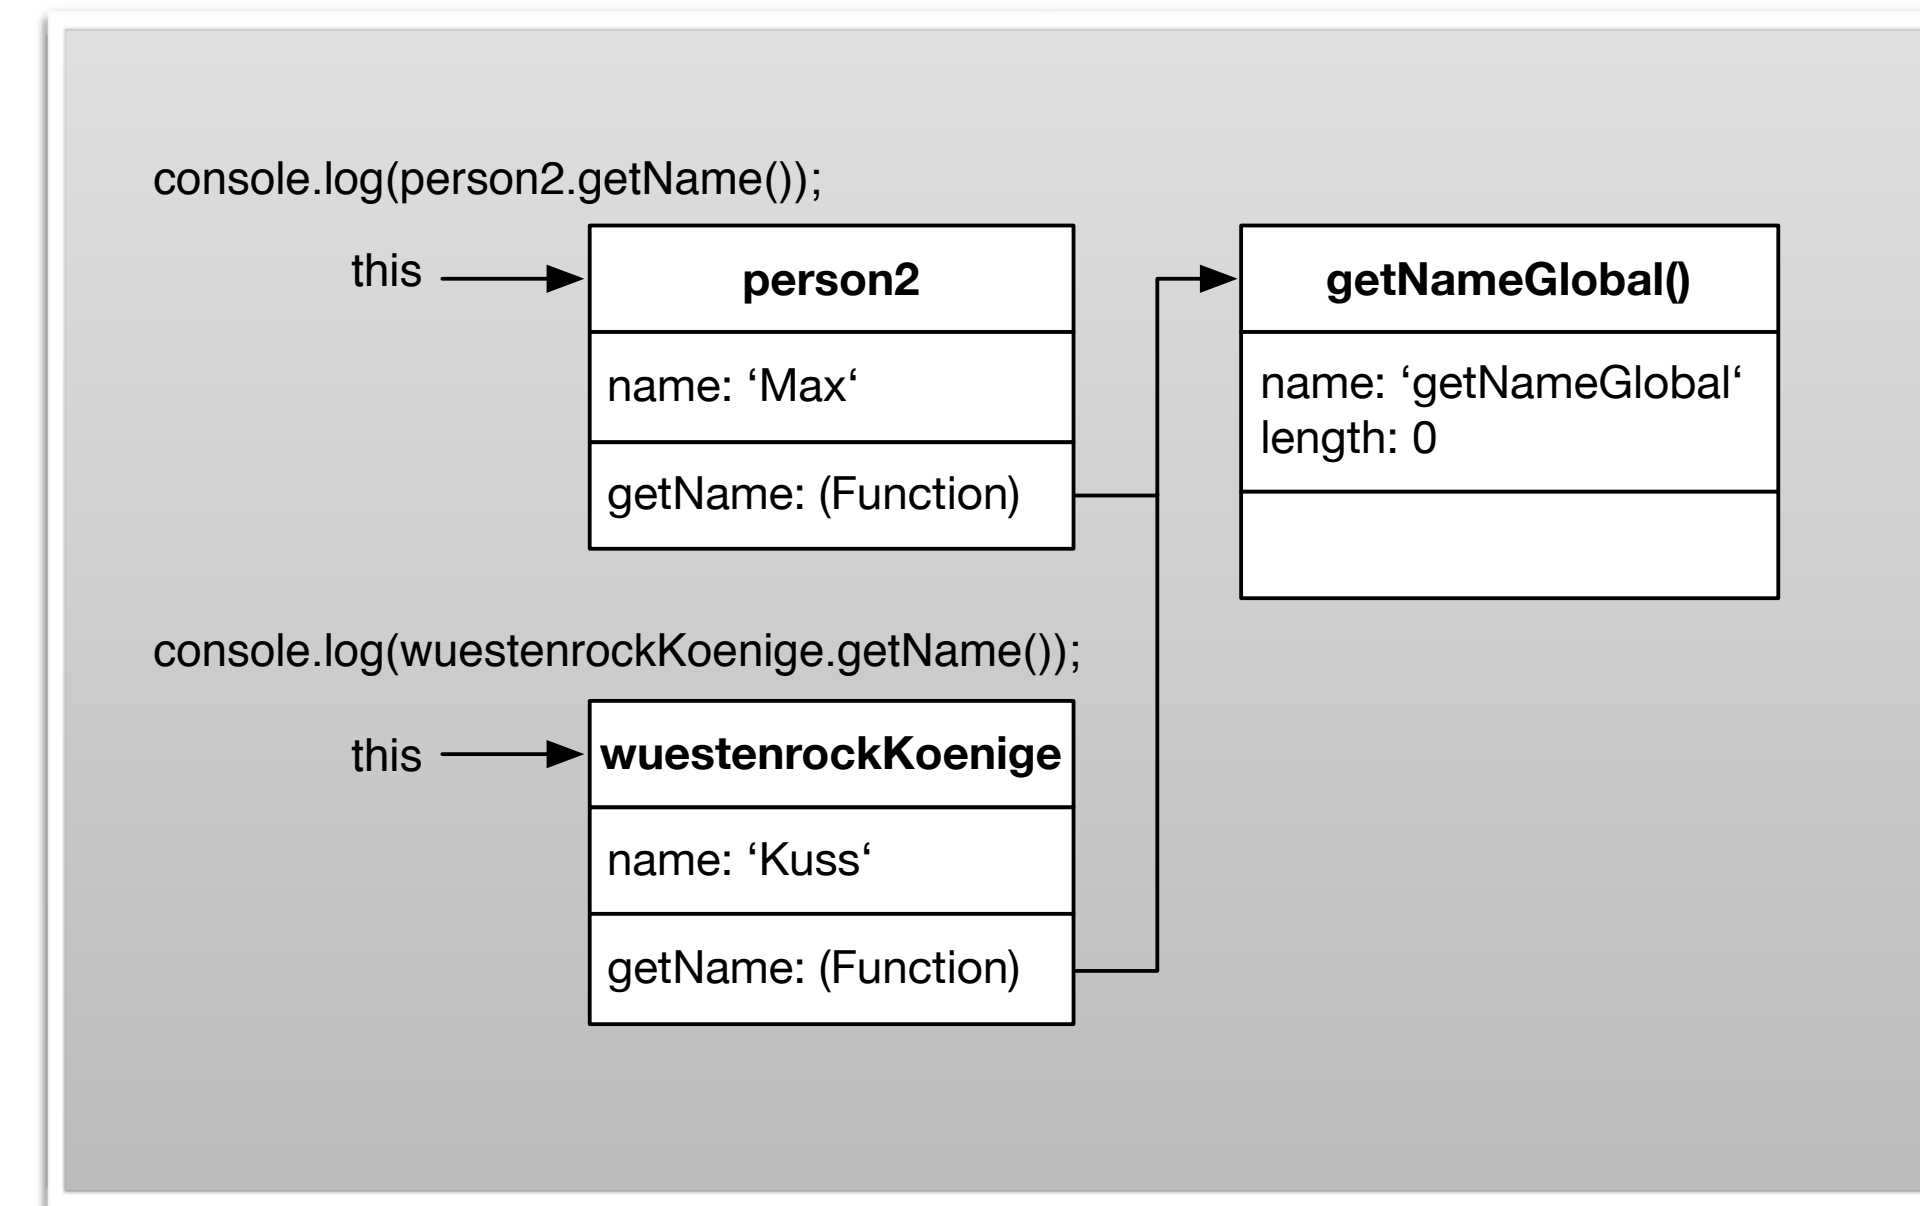 console.log(person2.getName());
this
person2
name: ‘Max‘
getName: (Function)
getNameGlobal()
name: ‘getNameGlobal‘
length: 0
console.log(wuestenrockKoenige.getName());
this
wuestenrockKoenige
name: ‘Kuss‘
getName: (Function)